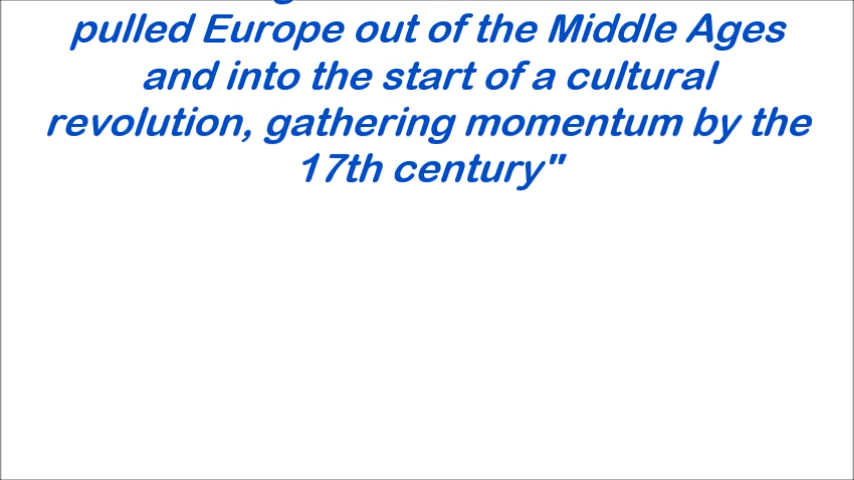 pulled Europe out of the Middle Ages
and into the start of a cultural
revolution, gathering momentum by the
17th century"